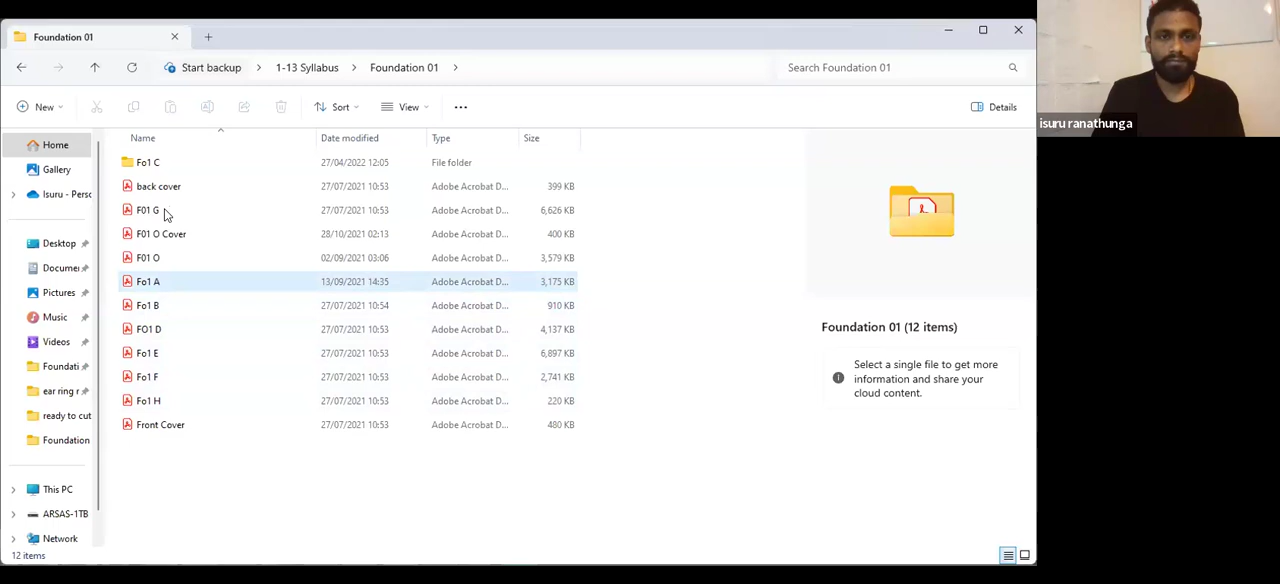 Foundation 01
Start backup
1-13 Syllabus
Foundation 01
Search Foundation 01
isuru ranathunga
New
Sort
View
Details
Name
Date modified
Type
Size
Home
Gallery
Isuru - Perso
Desktop
Docume
Pictures
Music
Videos
Foundati
ear ring r
ready to cut
Foundation
This PC
ARSAS-1TB
Network
Fo1 C 27/04/2022 12:05 File folder
back cover 27/07/2021 10:53 Adobe Acrobat D... 399 KB
F01 G 27/07/2021 10:53 Adobe Acrobat D... 6,626 KB
F01 O Cover 28/10/2021 02:13 Adobe Acrobat D... 400 KB
F01 O 02/09/2021 03:06 Adobe Acrobat D... 3,579 KB
Fo1 A 13/09/2021 14:35 Adobe Acrobat D... 3,175 KB
Fo1 B 27/07/2021 10:54 Adobe Acrobat D... 910 KB
FO1 D 27/07/2021 10:53 Adobe Acrobat D... 4,137 KB
Fo1 E 27/07/2021 10:53 Adobe Acrobat D... 6,897 KB
Fo1 F 27/07/2021 10:53 Adobe Acrobat D... 2,741 KB
Fo1 H 27/07/2021 10:53 Adobe Acrobat D... 220 KB
Front Cover 27/07/2021 10:53 Adobe Acrobat D... 480 KB
Foundation 01 (12 items)
Select a single file to get more
information and share your
cloud content.
12 items